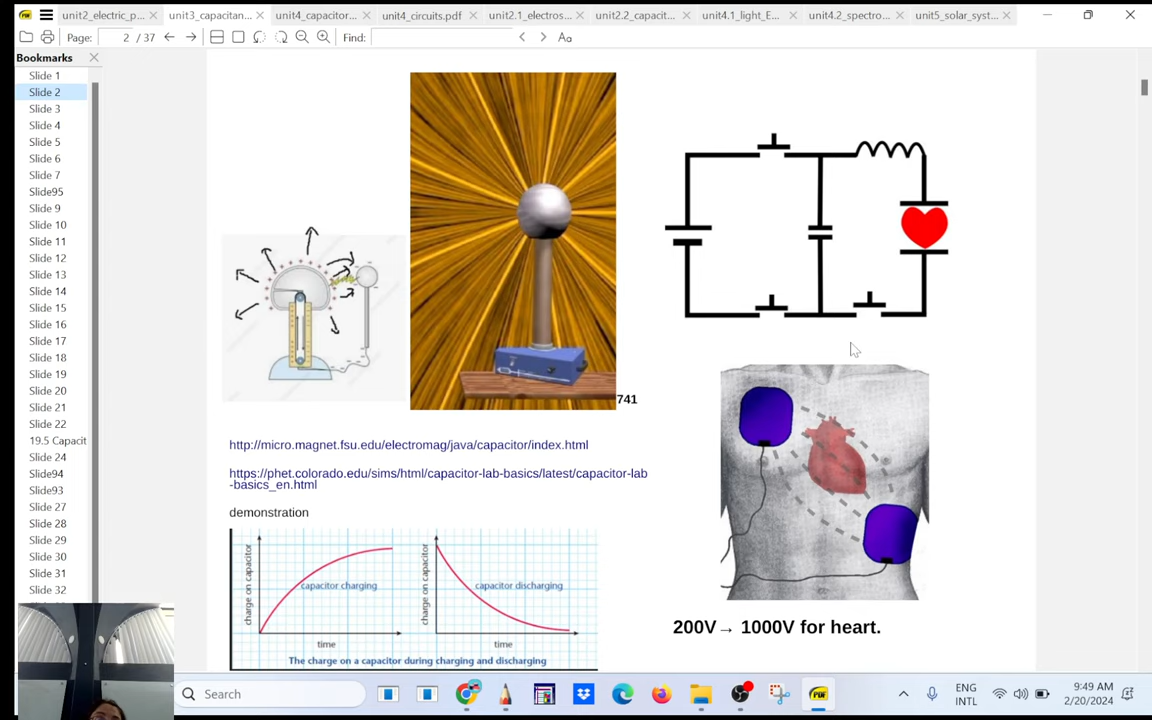 unit2_electric_p...
unit3_capacitan...
unit4_capacitor...
unit4_circuits.pdf
unit2.1_electros...
unit2.2_capacit...
unit4.1_light_E...
unit4.2_spectro...
unit5_solar_syst...
Page: 2 / 37
Find:
Aa
Bookmarks
Slide 1
Slide 2
Slide 3
Slide 4
Slide 5
Slide 6
Slide 7
Slide95
Slide 9
Slide 10
Slide 11
Slide 12
Slide 13
Slide 14
Slide 15
Slide 16
Slide 17
Slide 18
Slide 19
Slide 20
Slide 21
Slide 22
19.5 Capacit
Slide 24
Slide94
Slide93
Slide 27
Slide 28
Slide 29
Slide 30
Slide 31
Slide 32
741
http://micro.magnet.fsu.edu/electromag/java/capacitor/index.html
https://phet.colorado.edu/sims/html/capacitor-lab-basics/latest/capacitor-lab
-basics_en.html
demonstration
charge on capacitor
capacitor charging
time
charge on capacitor
capacitor discharging
time
The charge on a capacitor during charging and discharging
200V→ 1000V for heart.
Search
PDF
ENG
INTL
9:49 AM
2/20/2024